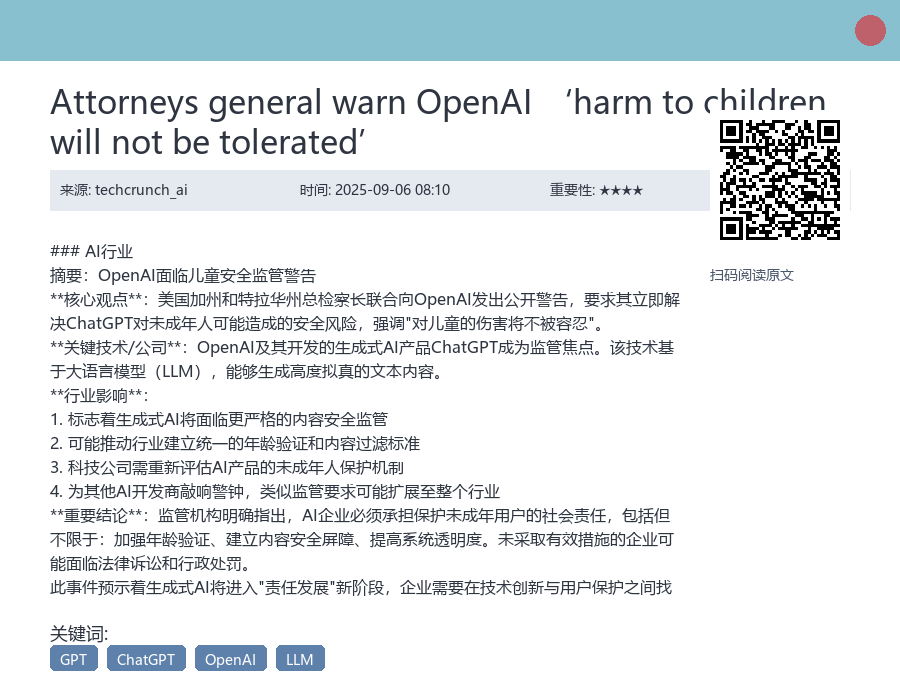 Attorneys general warn OpenAI ‘harm to children
will not be tolerated’
来源: techcrunch_ai 时间: 2025-09-06 08:10 重要性: ★★★★
### AI行业
摘要：OpenAI面临儿童安全监管警告
**核心观点**：美国加州和特拉华州总检察长联合向OpenAI发出公开警告，要求其立即解
决ChatGPT对未成年人可能造成的安全风险，强调"对儿童的伤害将不被容忍"。
**关键技术/公司**：OpenAI及其开发的生成式AI产品ChatGPT成为监管焦点。该技术基
于大语言模型（LLM），能够生成高度拟真的文本内容。
**行业影响**：
1. 标志着生成式AI将面临更严格的内容安全监管
2. 可能推动行业建立统一的年龄验证和内容过滤标准
3. 科技公司需重新评估AI产品的未成年人保护机制
4. 为其他AI开发商敲响警钟，类似监管要求可能扩展至整个行业
**重要结论**：监管机构明确指出，AI企业必须承担保护未成年用户的社会责任，包括但
不限于：加强年龄验证、建立内容安全屏障、提高系统透明度。未采取有效措施的企业可
能面临法律诉讼和行政处罚。
此事件预示着生成式AI将进入"责任发展"新阶段，企业需要在技术创新与用户保护之间找
扫码阅读原文
关键词:
GPT ChatGPT OpenAI LLM